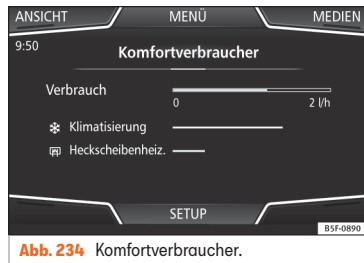 ANSICHT MENÜ MEDIEN
9:50
Komfortverbraucher
Verbrauch
0 2 l/h
Klimatisierung
Heckscheibenheiz.
SETUP
B5F-0890
Abb. 234 Komfortverbraucher.